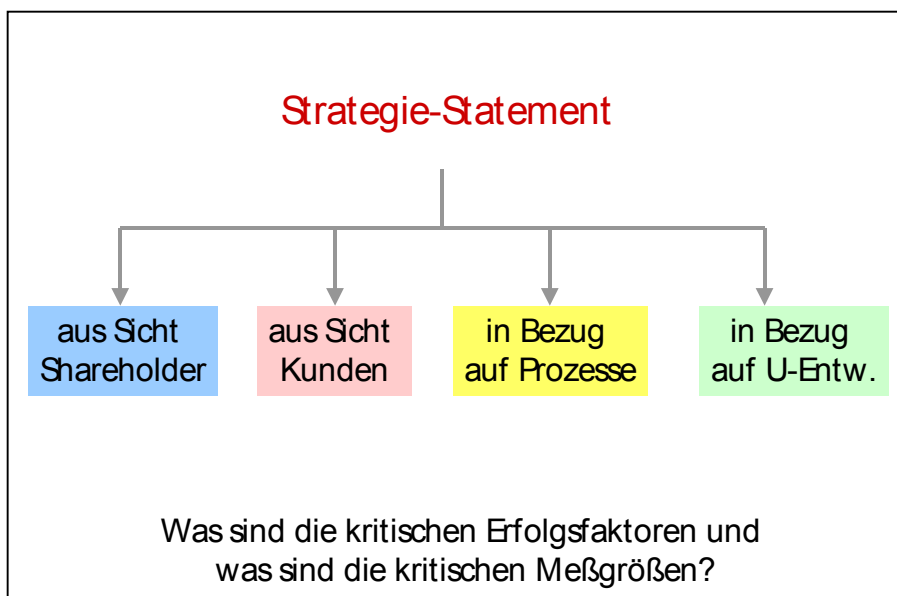 Strategie-Statement
aus Sicht
Shareholder
aus Sicht
Kunden
in Bezug
auf Prozesse
in Bezug
auf U-Entw.
Was sind die kritischen Erfolgsfaktoren und
was sind die kritischen Meßgrößen?